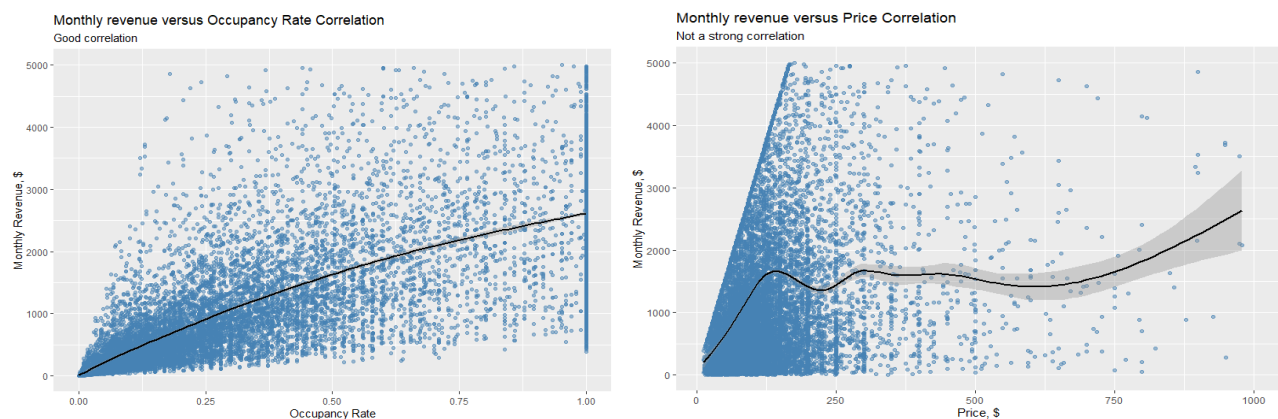 Monthly revenue versus Occupancy Rate Correlation
Good correlation
5000
4000
3000
2000
1000
0
Monthly Revenue, $
0.00
0.25
0.50
0.75
1.00
Occupancy Rate
Monthly revenue versus Price Correlation
Not a strong correlation
5000
4000
3000
2000
1000
0
Monthly Revenue, $
0
250
500
750
1000
Price, $